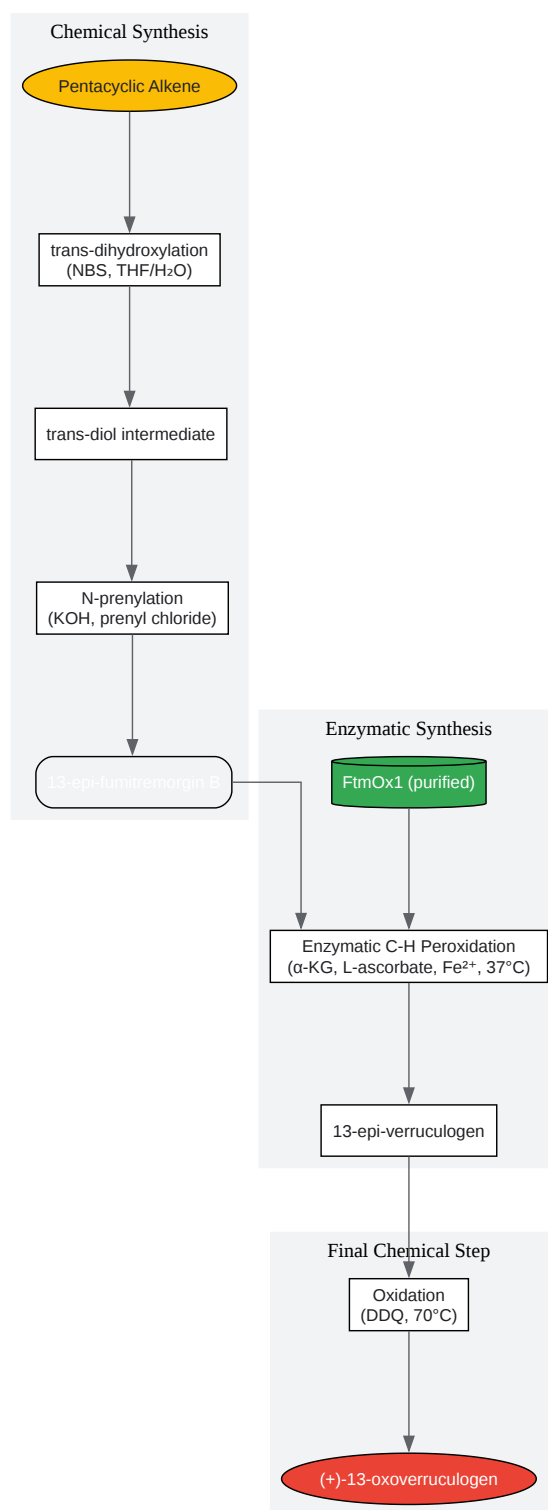 Chemical Synthesis
Pentacyclic Alkene
trans-dihydroxylation
(NBS, THF/H₂O)
trans-diol intermediate
N-prenylation
(KOH, prenyl chloride)
13-epi-fumitremorgin B
Enzymatic Synthesis
FtmOx1 (purified)
Enzymatic C-H Peroxidation
(α-KG, L-ascorbate, Fe²⁺, 37°C)
13-epi-verruculogen
Final Chemical Step
Oxidation
(DDQ, 70°C)
(+)-13-oxoverruculogen